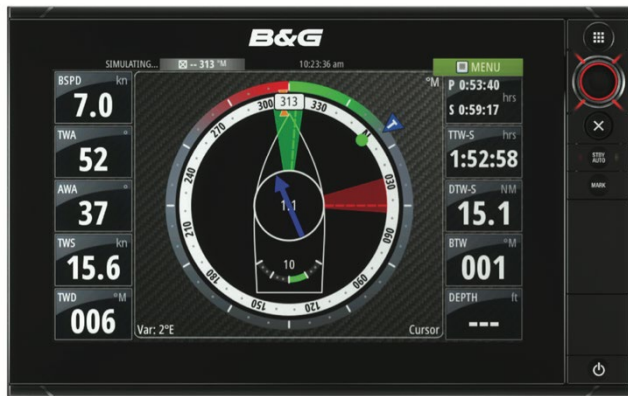 B&G
SIMULATING...
-- 313 °M
10:23:36 am
MENU
BSPD kn
7.0
TWA °
52
AWA °
37
TWS kn
15.6
TWD °M
006
°M
313
300
330
270
030
240
060
210
120
150
1.1
10
T
Var: 2°E
Cursor
P 0:53:40
hrs
S 0:59:17
TTW-S hrs
1:52:58
DTW-S NM
15.1
BTW °M
001
DEPTH ft
---
STBY
AUTO
MARK